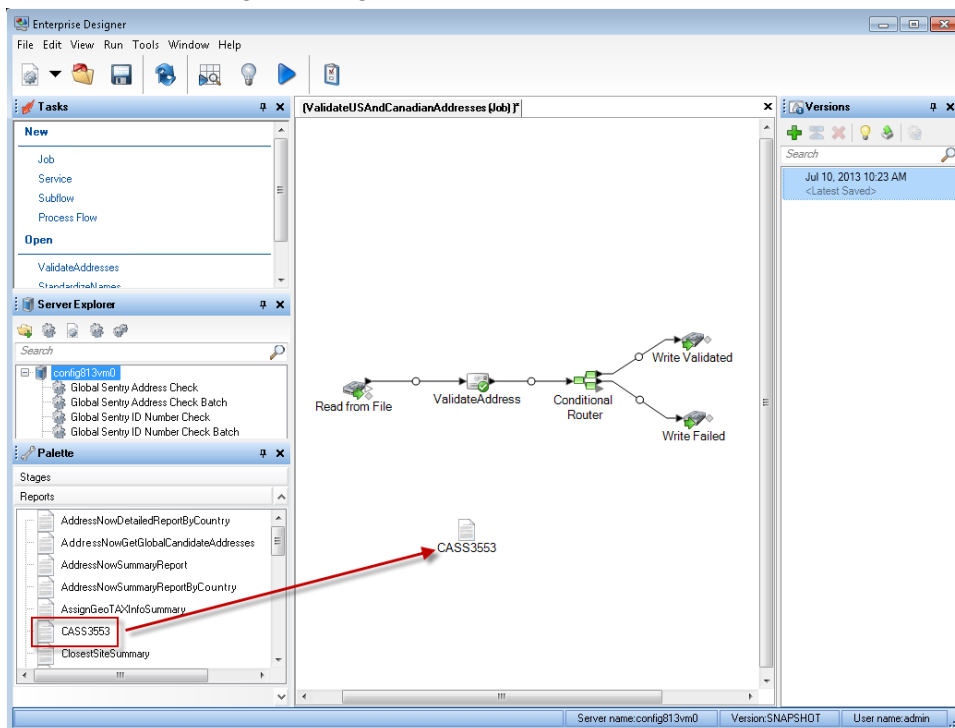 Enterprise Designer
File Edit View Run Tools Window Help
Tasks
New
Job
Service
Subflow
Process Flow
Open
ValidateAddresses
StandardizeNames
Server Explorer
Search
config813vm0
Global Sentry Address Check
Global Sentry Address Check Batch
Global Sentry ID Number Check
Global Sentry ID Number Check Batch
Palette
Stages
Reports
AddressNowDetailedReportByCountry
AddressNowGetGlobalCandidateAddresses
AddressNowSummaryReport
AddressNowSummaryReportByCountry
AssignGeoTAXInfoSummary
CASS3553
ClosestSiteSummary
(ValidateUSAndCanadianAddresses (Job) )*
Read from File
ValidateAddress
Conditional
Router
Write Validated
Write Failed
CASS3553
Versions
Search
Jul 10, 2013 10:23 AM
<Latest Saved>
Server name:config813vm0
Version:SNAPSHOT
User name:admin